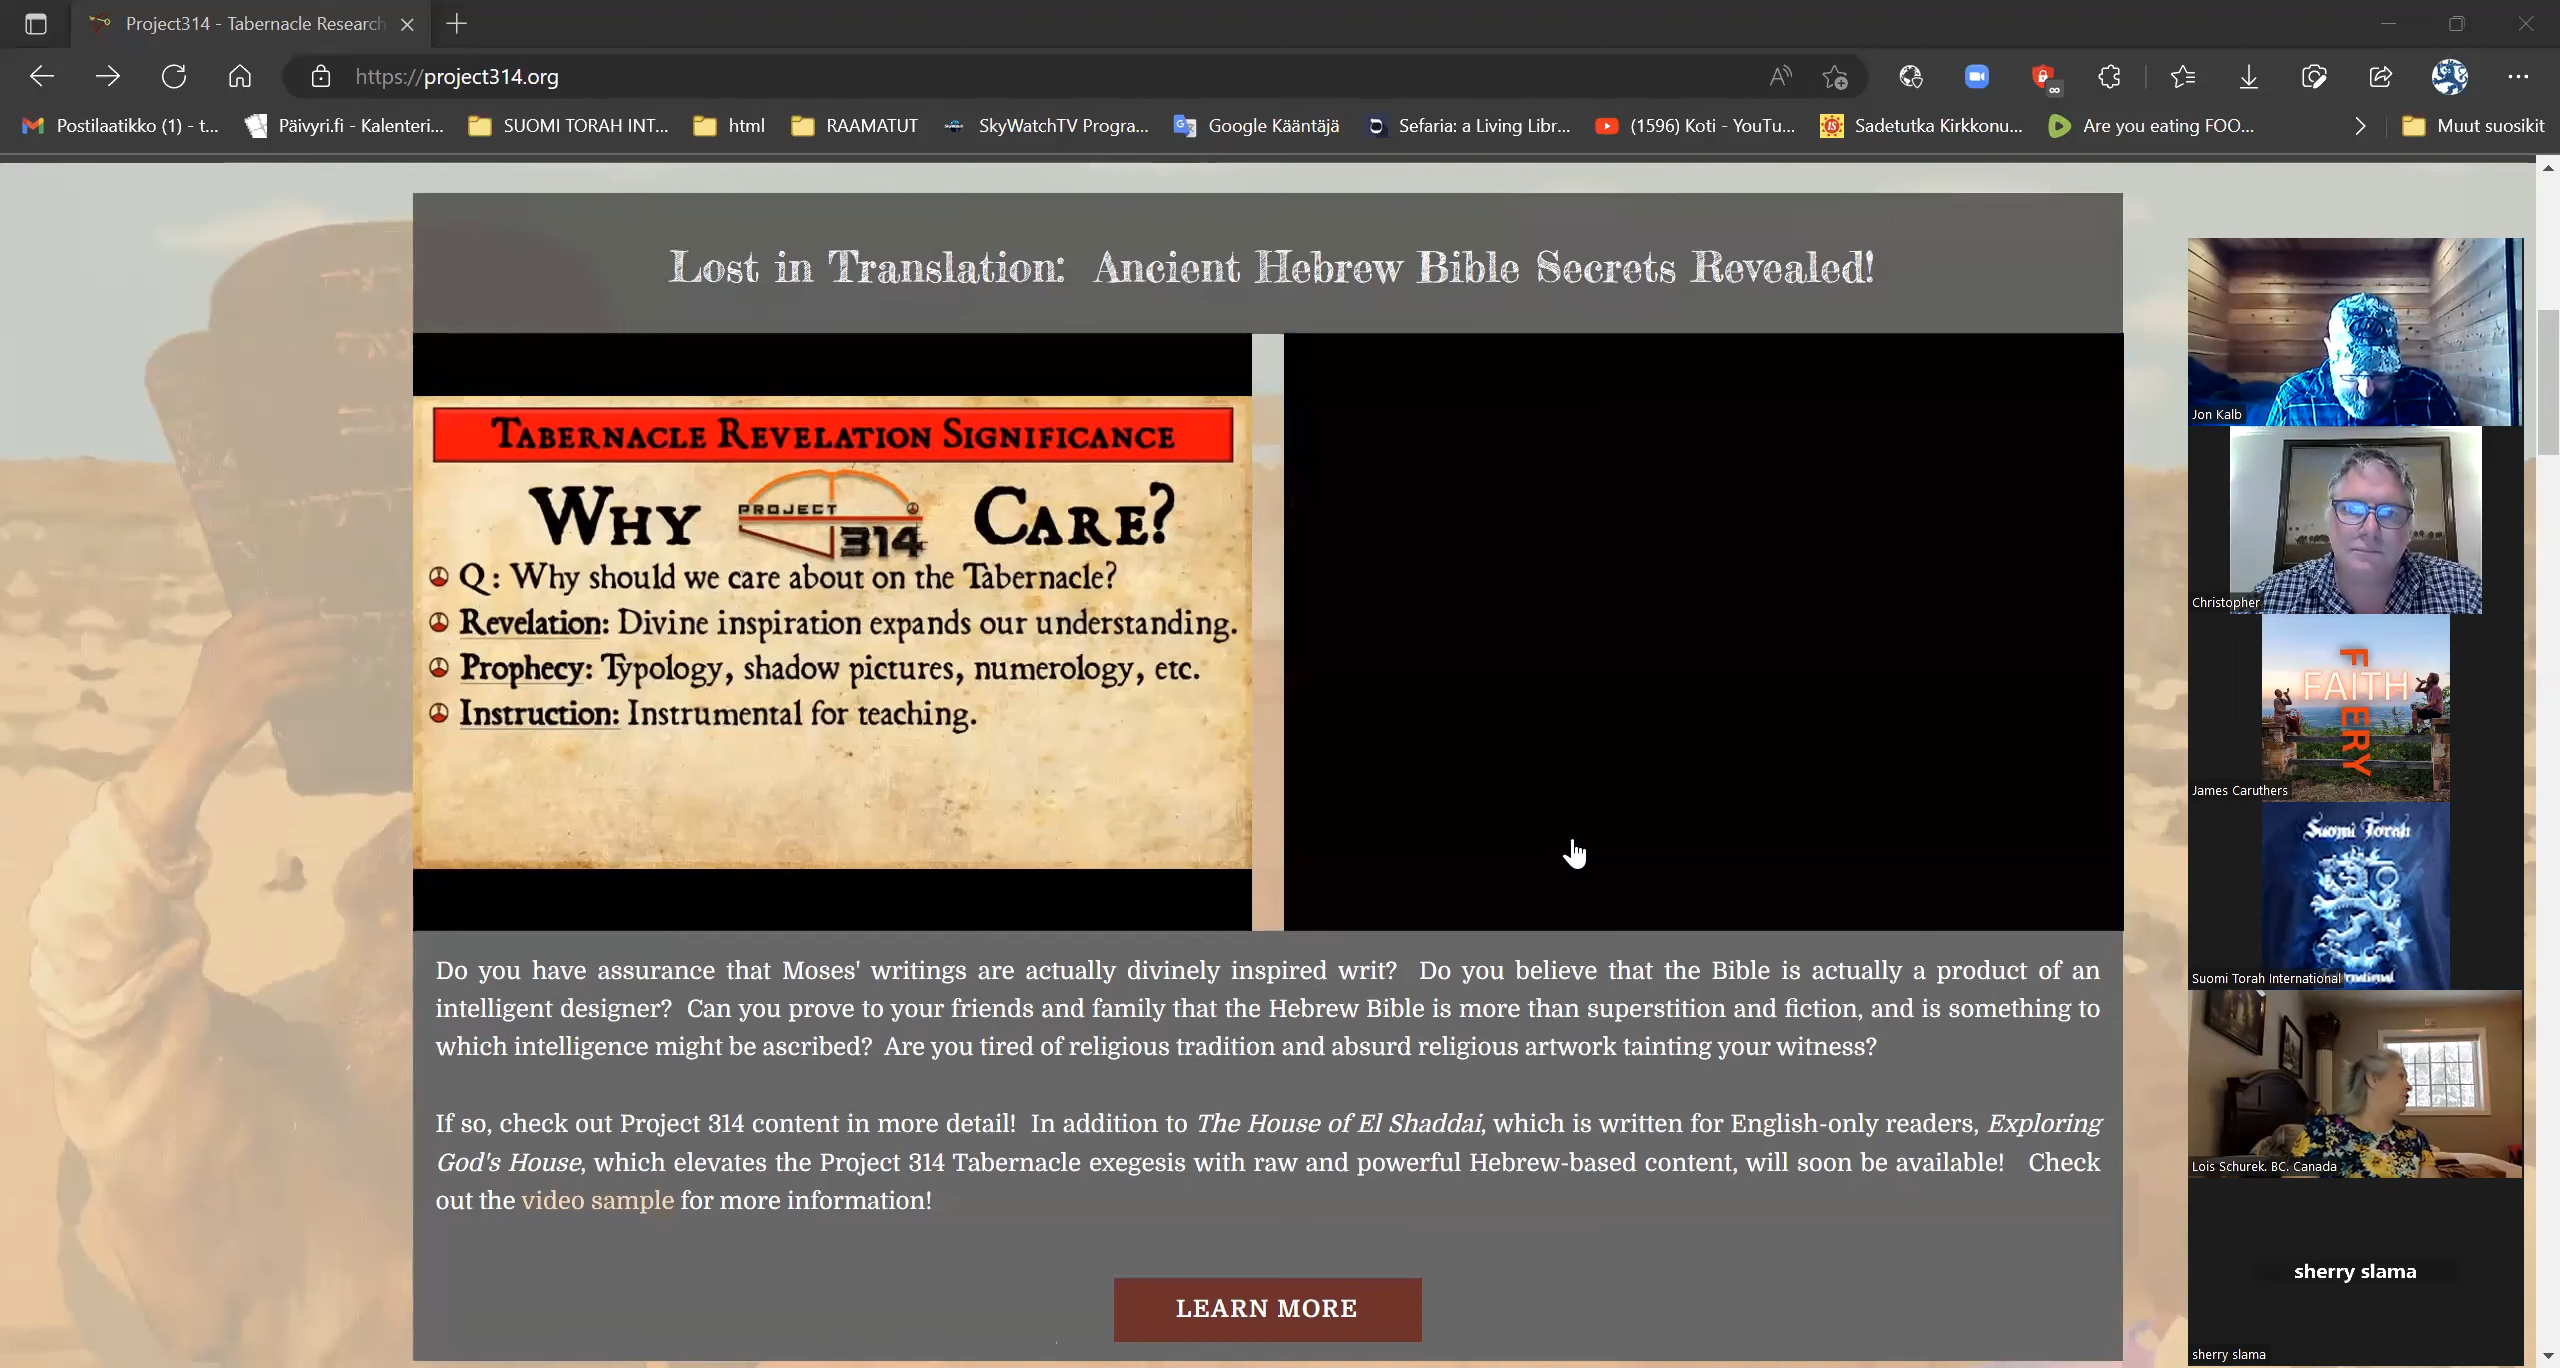 Project314 - Tabernacle Research
https://project314.org
Postilaatikko (1) - t...
Päivyri.fi - Kalenteri...
SUOMI TORAH INT...
html
RAAMATUT
SkyWatchTV Progra...
Google Kääntäjä
Sefaria: a Living Libr...
(1596) Koti - YouTu...
Sadetutka Kirkkonu...
Are you eating FOO...
Muut suosikit
Lost in Translation: Ancient Hebrew Bible Secrets Revealed!
TABERNACLE REVELATION SIGNIFICANCE
WHY PROJECT 314 CARE?
Q: Why should we care about on the Tabernacle?
Revelation: Divine inspiration expands our understanding.
Prophecy: Typology, shadow pictures, numerology, etc.
Instruction: Instrumental for teaching.
Do you have assurance that Moses' writings are actually divinely inspired writ? Do you believe that the Bible is actually a product of an
intelligent designer? Can you prove to your friends and family that the Hebrew Bible is more than superstition and fiction, and is something to
which intelligence might be ascribed? Are you tired of religious tradition and absurd religious artwork tainting your witness?
If so, check out Project 314 content in more detail! In addition to The House of El Shaddai, which is written for English-only readers, Exploring
God's House, which elevates the Project 314 Tabernacle exegesis with raw and powerful Hebrew-based content, will soon be available! Check
out the video sample for more information!
LEARN MORE
Jon Kalb
Christopher
FAITH
FIERY
James Caruthers
Suomi Torah
Suomi Torah International
Lois Schurek. BC. Canada
sherry slama
sherry slama